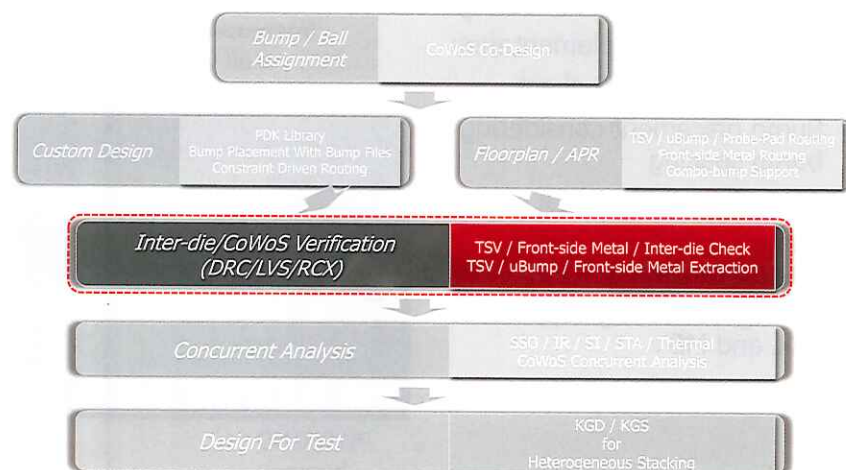 Bump / Ball
Assignment
CoWoS Co-Design
Custom Design
PDK Library
Bump Placement With Bump Files
Constraint Driven Routing
Floorplan / APR
TSV / uBump / Probe-Pad Routing
Front-side Metal Routing
Combo-bump Support
Inter-die/CoWoS Verification
(DRC/LVS/RCX)
TSV / Front-side Metal / Inter-die Check
TSV / uBump / Front-side Metal Extraction
Concurrent Analysis
SSO / IR / SI / STA / Thermal
CoWoS Concurrent Analysis
Design For Test
KGD / KGS
for
Heterogeneous Stacking